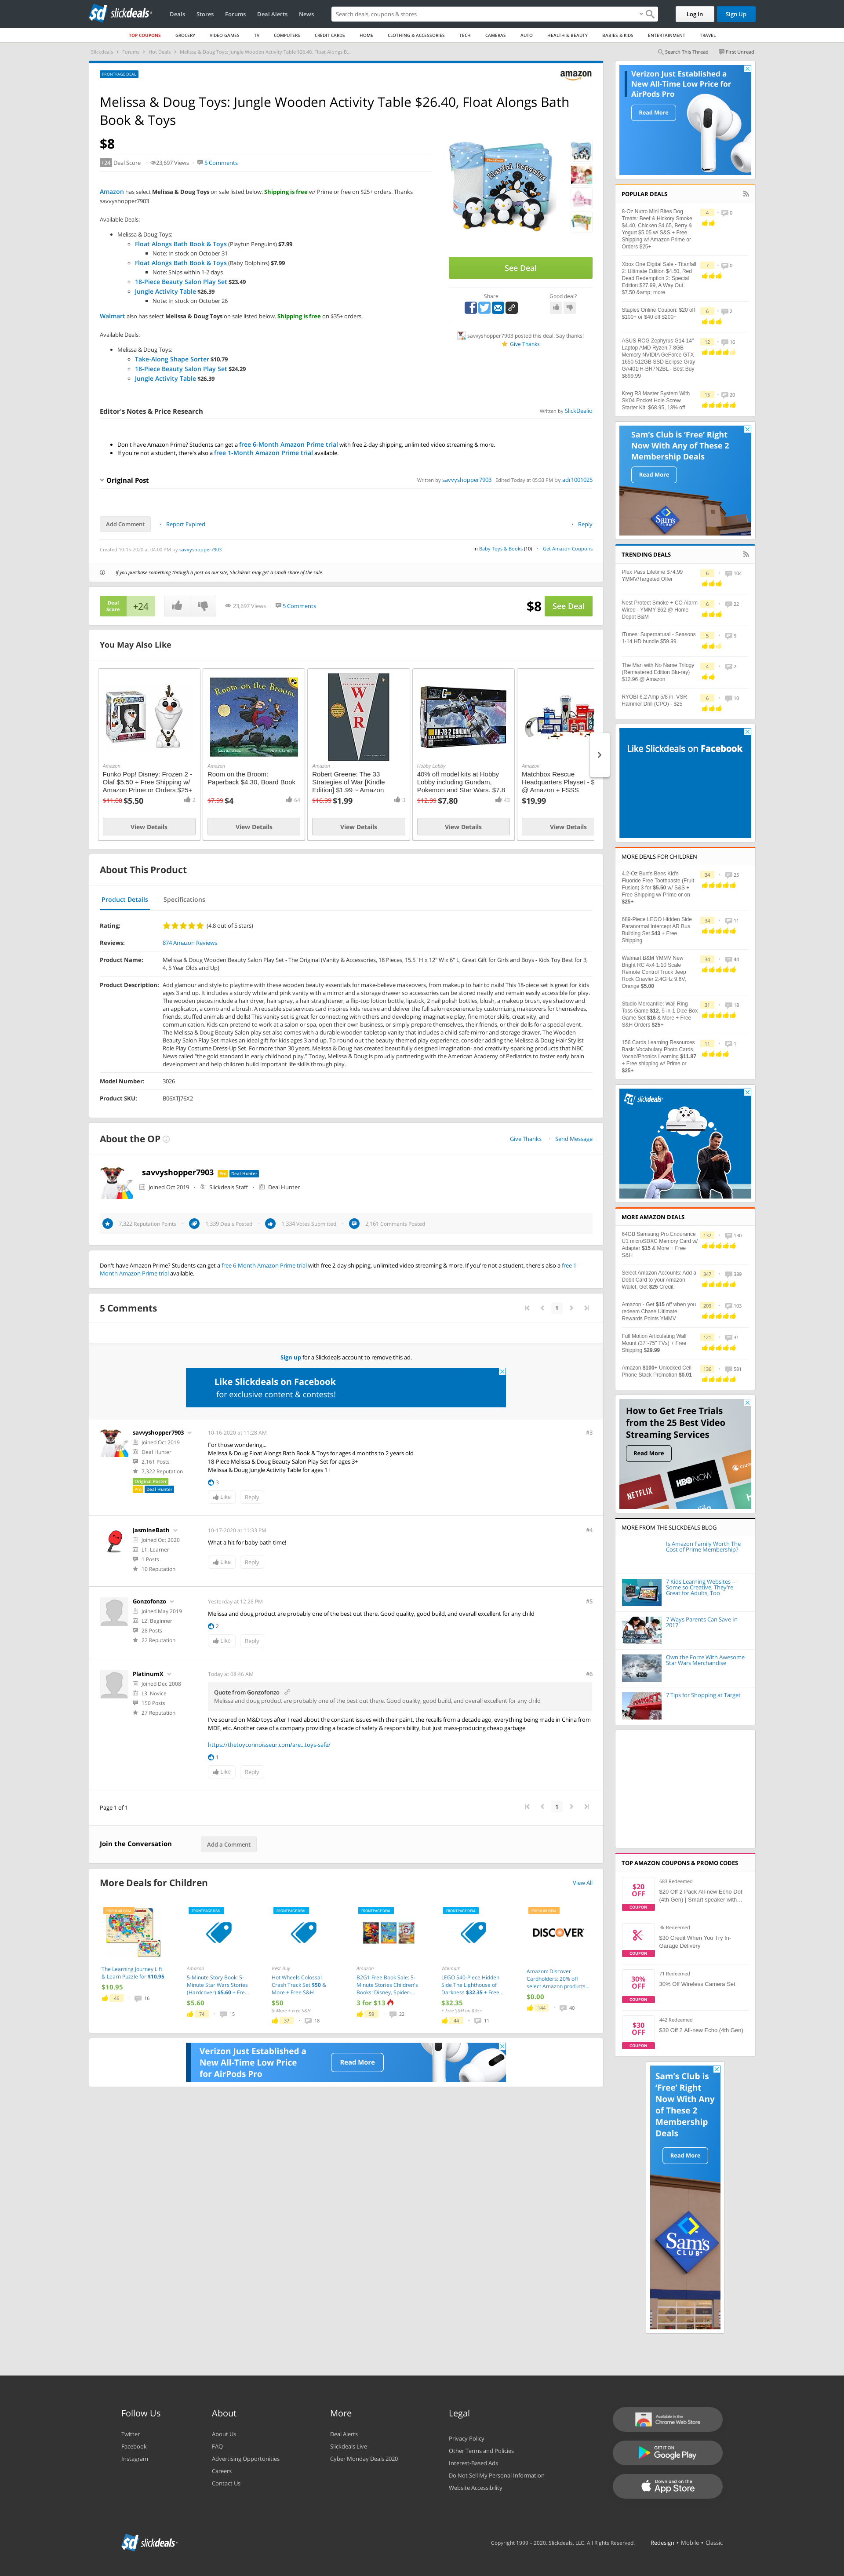 slickdeals
Deals
Stores
Forums
Deal Alerts
News
Search deals, coupons & stores
Log In
Sign Up
TOP COUPONS
GROCERY
VIDEO GAMES
TV
COMPUTERS
CREDIT CARDS
HOME
CLOTHING & ACCESSORIES
TECH
CAMERAS
AUTO
HEALTH & BEAUTY
BABIES & KIDS
ENTERTAINMENT
TRAVEL
Slickdeals > Forums > Hot Deals > Melissa & Doug Toys: Jungle Wooden Activity Table $26.40, Float Alongs B...
Search This Thread
First Unread
FRONTPAGE DEAL
amazon
Melissa & Doug Toys: Jungle Wooden Activity Table $26.40, Float Alongs Bath
Book & Toys
$8
+24 Deal Score
23,697 Views
5 Comments
Amazon has select Melissa & Doug Toys on sale listed below. Shipping is free w/ Prime or free on $25+ orders. Thanks
savvyshopper7903
Available Deals:
Melissa & Doug Toys:
Float Alongs Bath Book & Toys (Playfun Penguins) $7.99
Note: In stock on October 31
Float Alongs Bath Book & Toys (Baby Dolphins) $7.99
Note: Ships within 1-2 days
18-Piece Beauty Salon Play Set $23.49
Jungle Activity Table $26.39
Note: In stock on October 26
Walmart also has select Melissa & Doug Toys on sale listed below. Shipping is free on $35+ orders.
Available Deals:
Melissa & Doug Toys:
Take-Along Shape Sorter $10.79
18-Piece Beauty Salon Play Set $24.29
Jungle Activity Table $26.39
Playful Penguins
See Deal
Share
Good deal?
savvyshopper7903 posted this deal. Say thanks!
Give Thanks
Editor's Notes & Price Research
Written by SlickDealio
Don't have Amazon Prime? Students can get a free 6-Month Amazon Prime trial with free 2-day shipping, unlimited video streaming & more.
If you're not a student, there's also a free 1-Month Amazon Prime trial available.
Original Post
Written by savvyshopper7903 Edited Today at 05:33 PM by adr1001025
Add Comment
Report Expired
Reply
Created 10-15-2020 at 04:00 PM by savvyshopper7903
in Baby Toys & Books (10)
Get Amazon Coupons
If you purchase something through a post on our site, Slickdeals may get a small share of the sale.
Deal
Score
+24
23,697 Views
5 Comments
$8
See Deal
You May Also Like
Amazon
Funko Pop! Disney: Frozen 2 -
Olaf $5.50 + Free Shipping w/
Amazon Prime or Orders $25+
$11.00 $5.50
2
View Details
Room on the Broom
Amazon
Room on the Broom:
Paperback $4.30, Board Book
$7.99 $4
64
View Details
WAR
Amazon
Robert Greene: The 33
Strategies of War [Kindle
Edition] $1.99 ~ Amazon
$16.99 $1.99
3
View Details
Hobby Lobby
40% off model kits at Hobby
Lobby including Gundam,
Pokemon and Star Wars. $7.8
$12.99 $7.80
43
View Details
Amazon
Matchbox Rescue
Headquarters Playset - $
@ Amazon + FSSS
$19.99
View Details
About This Product
Product Details
Specifications
Rating:
(4.8 out of 5 stars)
Reviews:
874 Amazon Reviews
Product Name:
Melissa & Doug Wooden Beauty Salon Play Set - The Original (Vanity & Accessories, 18 Pieces, 15.5" H x 12" W x 6" L, Great Gift for Girls and Boys - Kids Toy Best for 3,
4, 5 Year Olds and Up)
Product Description:
Add glamour and style to playtime with these wooden beauty salon essentials for make-believe makeovers, from makeup to hair to nails! This 18-piece set is great for kids
ages 3 and up. It includes a sturdy white and pink vanity with a mirror and five accessory slots where beauty-salon accessories can be stored neatly and remain easily accessible for play.
The wooden pieces include a hair dryer, hair spray, a hair straightener, a flip-top lotion bottle, lipstick, 2 nail polish bottles, blush, a makeup brush, eye shadow and
an applicator, a comb and a brush. A reusable spa services card inspires kids receive and deliver the full salon experience by customizing makeovers for themselves,
friends, stuffed animals and dolls! This vanity set is great for developing imaginative play, fine motor skills, hand-eye coordination, and
communication. Kids can pretend to work at a salon or spa, open their own business, or simply prepare themselves, or their friends, or their dolls, for a special event.
The Melissa & Doug Beauty Salon play set also comes with a durable wooden tabletop vanity that includes a child-safe mirror and storage drawer. The Wooden
Beauty Salon Play Set makes an ideal gift for kids ages 3 and up. To round out the beauty-themed play experience, consider adding the Melissa & Doug Hair Stylist
Role Play Costume Dress-Up Set. For more than 30 years, Melissa & Doug has created beautifully designed imagination- and creativity-sparking products that NBC
News called "the gold standard in early childhood play." Today, Melissa & Doug is proudly partnering with the American Academy of Pediatrics to foster early brain
development and help children build important life skills through play.
Model Number:
3026
Product SKU:
B06XTJ76X2
About the OP
Give Thanks
Send Message
savvyshopper7903 Pro Deal Hunter
Joined Oct 2019
Slickdeals Staff
Deal Hunter
7,322 Reputation Points
1,339 Deals Posted
1,334 Votes Submitted
2,161 Comments Posted
Don't have Amazon Prime? Students can get a free 6-Month Amazon Prime trial with free 2-day shipping, unlimited video streaming & more. If you're not a student, there's also a free 1-
Month Amazon Prime trial available.
5 Comments
1
Sign up for a Slickdeals account to remove this ad.
Like Slickdeals on Facebook
for exclusive content & contests!
savvyshopper7903
Joined Oct 2019
Deal Hunter
2,161 Posts
7,322 Reputation
Original Poster
Pro Deal Hunter
10-16-2020 at 11:28 AM
#3
For those wondering...
Melissa & Doug Float Alongs Bath Book & Toys for ages 4 months to 2 years old
18-Piece Melissa & Doug Beauty Salon Play Set for ages 3+
Melissa & Doug Jungle Activity Table for ages 1+
3
Like
Reply
JasmineBath
Joined Oct 2020
L1: Learner
1 Posts
10 Reputation
10-17-2020 at 11:33 PM
#4
What a hit for baby bath time!
Like
Reply
Gonzofonzo
Joined May 2019
L2: Beginner
28 Posts
22 Reputation
Yesterday at 12:28 PM
#5
Melissa and doug product are probably one of the best out there. Good quality, good build, and overall excellent for any child
2
Like
Reply
PlatinumX
Joined Dec 2008
L3: Novice
150 Posts
27 Reputation
Today at 08:46 AM
#6
Quote from Gonzofonzo
Melissa and doug product are probably one of the best out there. Good quality, good build, and overall excellent for any child
I've soured on M&D toys after I read about the constant issues with their paint, the recalls from a decade ago, everything being made in China from
MDF, etc. Another case of a company providing a facade of safety & responsibility, but just mass-producing cheap garbage
https://thetoyconnoisseur.com/are...toys-safe/
1
Like
Reply
Page 1 of 1
1
Join the Conversation
Add a Comment
More Deals for Children
View All
POPULAR DEAL
The Learning Journey Lift
& Learn Puzzle for $10.95
$10.95
46
16
FRONTPAGE DEAL
Amazon
5-Minute Story Book: 5-
Minute Star Wars Stories
(Hardcover) $5.60 + Fre...
$5.60
74
15
FRONTPAGE DEAL
Best Buy
Hot Wheels Colossal
Crash Track Set $50 &
More + Free S&H
$50
& More + Free S&H
37
18
FRONTPAGE DEAL
Amazon
B2G1 Free Book Sale: 5-
Minute Stories Children's
Books: Disney, Spider-...
3 for $13
59
22
FRONTPAGE DEAL
Walmart
LEGO 540-Piece Hidden
Side The Lighthouse of
Darkness $32.35 + Free...
$32.35
+ Free S&H on $35+
44
11
POPULAR DEAL
DISCOVER
Amazon: Discover
Cardholders: 20% off
select Amazon products...
$0.00
144
40
Verizon Just Established a
New All-Time Low Price
for AirPods Pro
Read More
Verizon Just Established a
New All-Time Low Price for
AirPods Pro
Read More
POPULAR DEALS
8-Oz Nutro Mini Bites Dog
Treats: Beef & Hickory Smoke
$4.40, Chicken $4.65, Berry &
Yogurt $5.05 w/ S&S + Free
Shipping w/ Amazon Prime or
Orders $25+
4
0
Xbox One Digital Sale - Titanfall
2: Ultimate Edition $4.50, Red
Dead Redemption 2: Special
Edition $27.99, A Way Out
$7.50 &amp; more
7
0
Staples Online Coupon: $20 off
$100+ or $40 off $200+
6
2
ASUS ROG Zephyrus G14 14"
Laptop AMD Ryzen 7 8GB
Memory NVIDIA GeForce GTX
1650 512GB SSD Eclipse Gray
GA401IH-BR7N2BL - Best Buy
$899.99
12
16
Kreg R3 Master System With
SK04 Pocket Hole Screw
Starter Kit, $68.95, 13% off
15
20
Sam's Club is 'Free' Right
Now With Any of These 2
Membership Deals
Read More
Sam's
TRENDING DEALS
Plex Pass Lifetime $74.99
YMMV/Targeted Offer
6
104
Nest Protect Smoke + CO Alarm
Wired - YMMY $62 @ Home
Depot B&M
6
22
iTunes: Supernatural - Seasons
1-14 HD bundle $59.99
5
9
The Man with No Name Trilogy
(Remastered Edition Blu-ray)
$12.96 @ Amazon
4
2
RYOBI 6.2 Amp 5/8 in. VSR
Hammer Drill (CPO) - $25
6
10
Like Slickdeals on Facebook
MORE DEALS FOR CHILDREN
4.2-Oz Burt's Bees Kid's
Fluoride Free Toothpaste (Fruit
Fusion) 3 for $5.50 w/ S&S +
Free Shipping w/ Prime or on
$25+
34
25
689-Piece LEGO Hidden Side
Paranormal Intercept AR Bus
Building Set $43 + Free
Shipping
34
11
Walmart B&M YMMV New
Bright RC 4x4 1:10 Scale
Remote Control Truck Jeep
Rock Crawler 2.4GHz 9.6V,
Orange $5.00
34
44
Studio Mercantile: Wall Ring
Toss Game $12, 5-in-1 Dice Box
Game Set $16 & More + Free
S&H Orders $25+
31
18
156 Cards Learning Resources
Basic Vocabulary Photo Cards,
Vocab/Phonics Learning $11.87
+ Free shipping w/ Prime or
$25+
11
1
slickdeals
MORE AMAZON DEALS
64GB Samsung Pro Endurance
U1 microSDXC Memory Card w/
Adapter $15 & More + Free
S&H
132
130
Select Amazon Accounts: Add a
Debit Card to your Amazon
Wallet, Get $25 Credit
347
389
Amazon - Get $15 off when you
redeem Chase Ultimate
Rewards Points YMMV
209
103
Full Motion Articulating Wall
Mount (37"-75" TVs) + Free
Shipping $29.99
121
31
Amazon $100+ Unlocked Cell
Phone Stack Promotion $0.01
136
581
How to Get Free Trials
from the 25 Best Video
Streaming Services
Read More
NETFLIX
HBO NOW
MORE FROM THE SLICKDEALS BLOG
Is Amazon Family Worth The
Cost of Prime Membership?
7 Kids Learning Websites –
Some so Creative, They're
Great for Adults, Too
7 Ways Parents Can Save In
2017
Own the Force With Awesome
Star Wars Merchandise
7 Tips for Shopping at Target
TOP AMAZON COUPONS & PROMO CODES
$20
OFF
COUPON
683 Redeemed
$20 Off 2 Pack All-new Echo Dot
(4th Gen) | Smart speaker with...
COUPON
3k Redeemed
$30 Credit When You Try In-
Garage Delivery
30%
OFF
COUPON
71 Redeemed
30% Off Wireless Camera Set
$30
OFF
COUPON
442 Redeemed
$30 Off 2 All-new Echo (4th Gen)
Sam's Club is
'Free' Right
Now With Any
of These 2
Membership
Deals
Read More
Sam's
CLUB
Follow Us
Twitter
Facebook
Instagram
About
About Us
FAQ
Advertising Opportunities
Careers
Contact Us
More
Deal Alerts
Slickdeals Live
Cyber Monday Deals 2020
Legal
Privacy Policy
Other Terms and Policies
Interest-Based Ads
Do Not Sell My Personal Information
Website Accessibility
Available in the
Chrome Web Store
GET IT ON
Google Play
Download on the
App Store
slickdeals
Copyright 1999 – 2020. Slickdeals, LLC. All Rights Reserved.
Redesign • Mobile • Classic